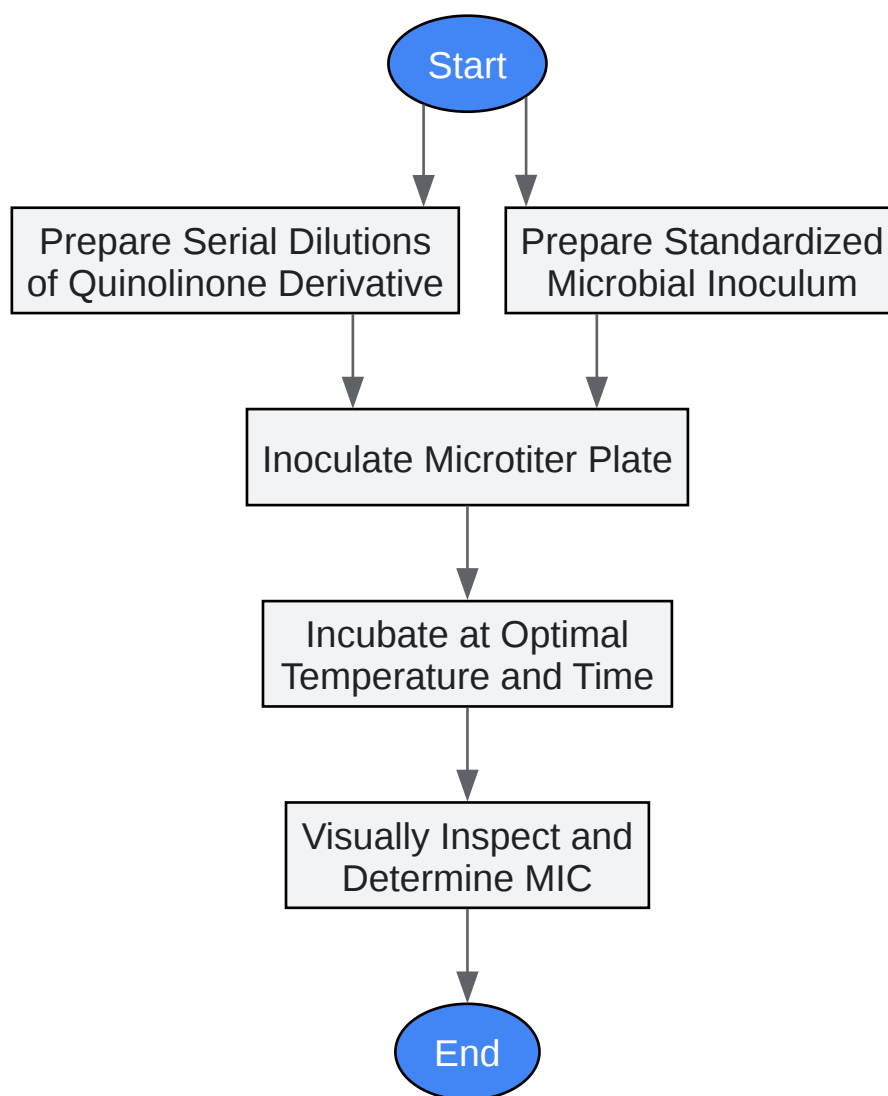 Start
Prepare Serial Dilutions
of Quinolinone Derivative
Prepare Standardized
Microbial Inoculum
Inoculate Microtiter Plate
Incubate at Optimal
Temperature and Time
Visually Inspect and
Determine MIC
End